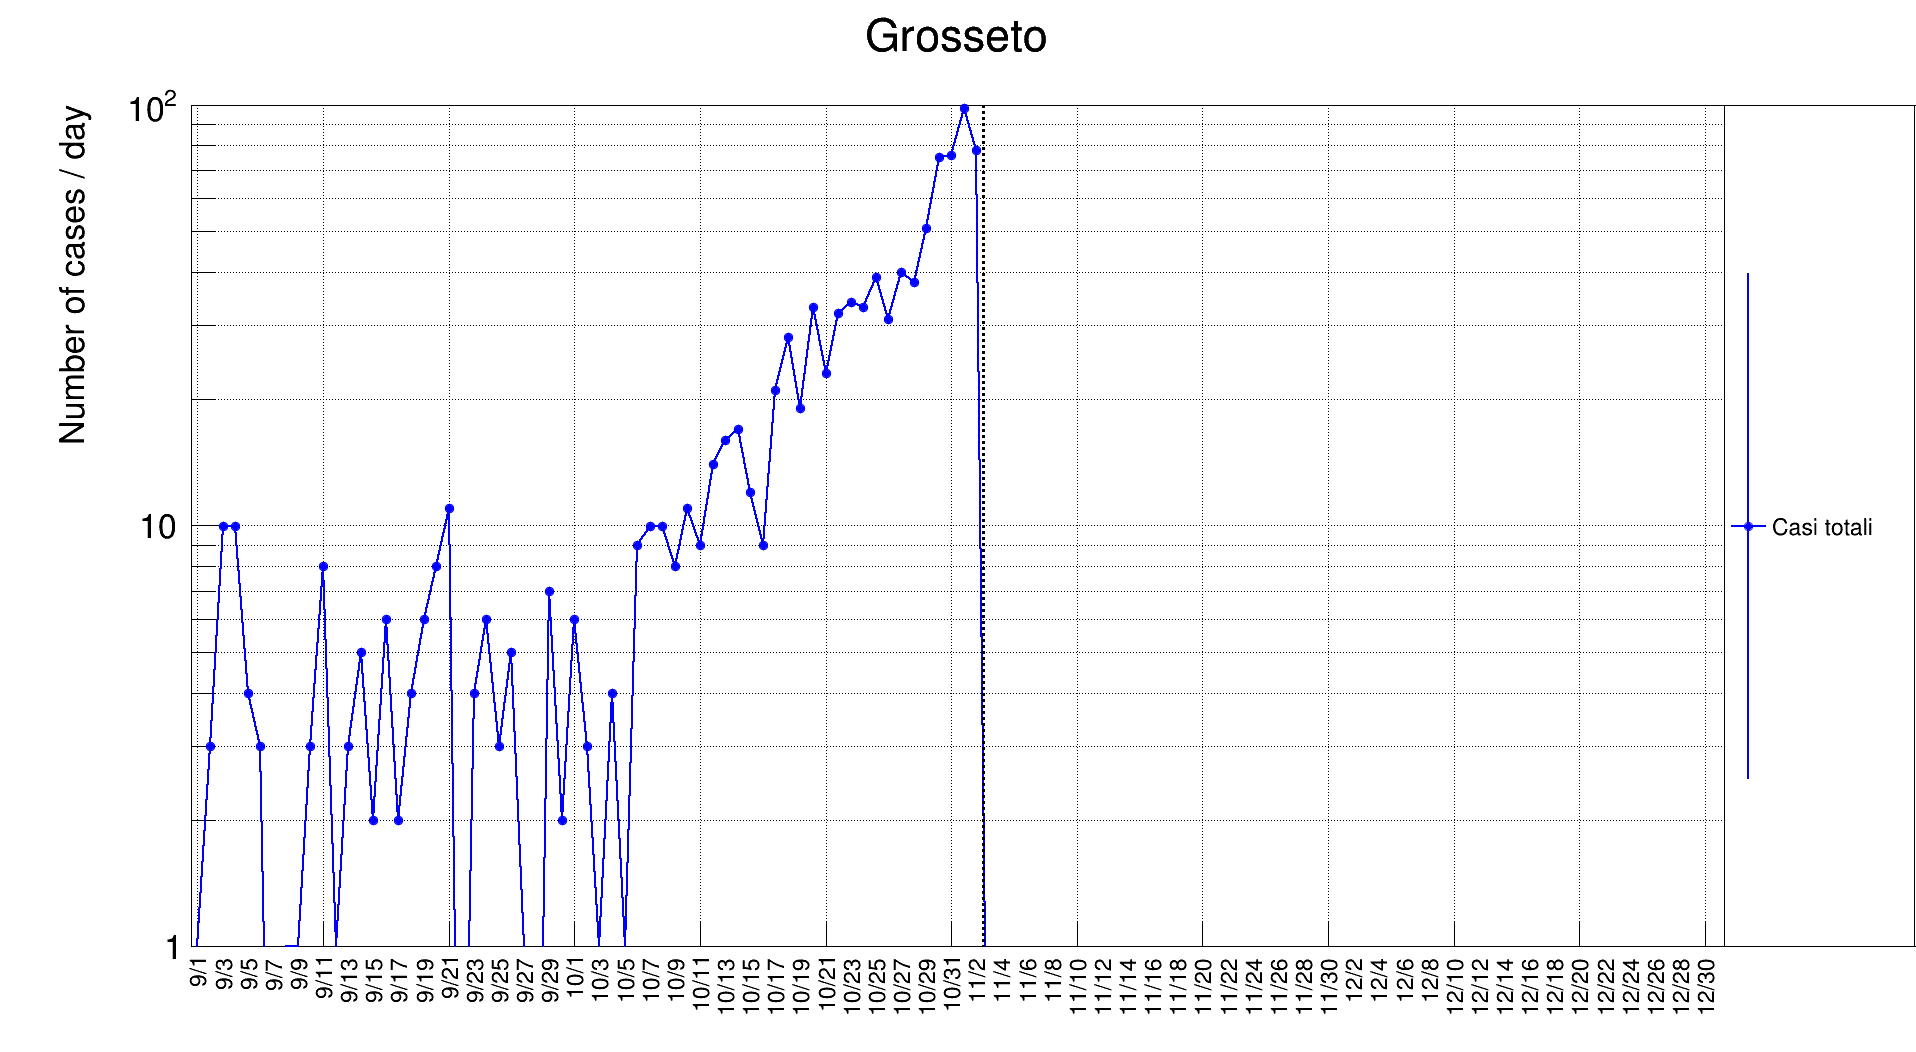 Grosseto
Number of cases / day
10²
10
1
9/1 9/3 9/5 9/7 9/9 9/11 9/13 9/15 9/17 9/19 9/21 9/23 9/25 9/27 9/29 10/1 10/3 10/5 10/7 10/9 10/11 10/13 10/15 10/17 10/19 10/21 10/23 10/25 10/27 10/29 10/31 11/2 11/4 11/6 11/8 11/10 11/12 11/14 11/16 11/18 11/20 11/22 11/24 11/26 11/28 11/30 12/2 12/4 12/6 12/8 12/10 12/12 12/14 12/16 12/18 12/20 12/22 12/24 12/26 12/28 12/30
Casi totali